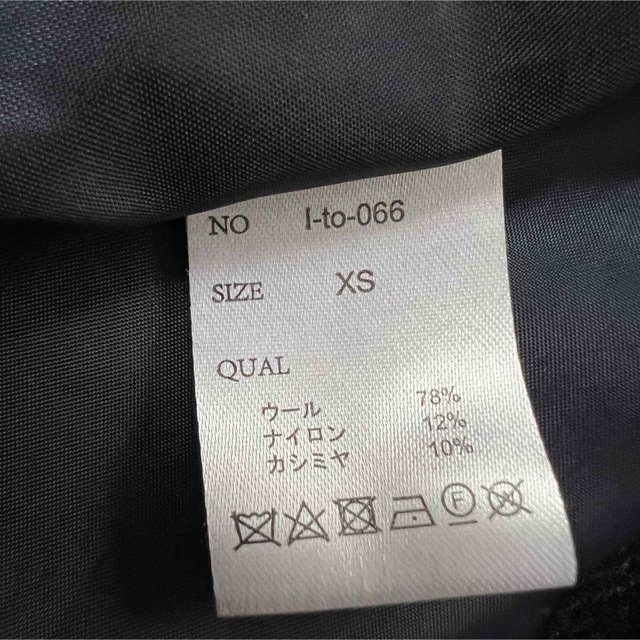 NO I-to-066
SIZE XS
QUAL
ウール 78%
ナイロン 12%
カシミヤ 10%
F